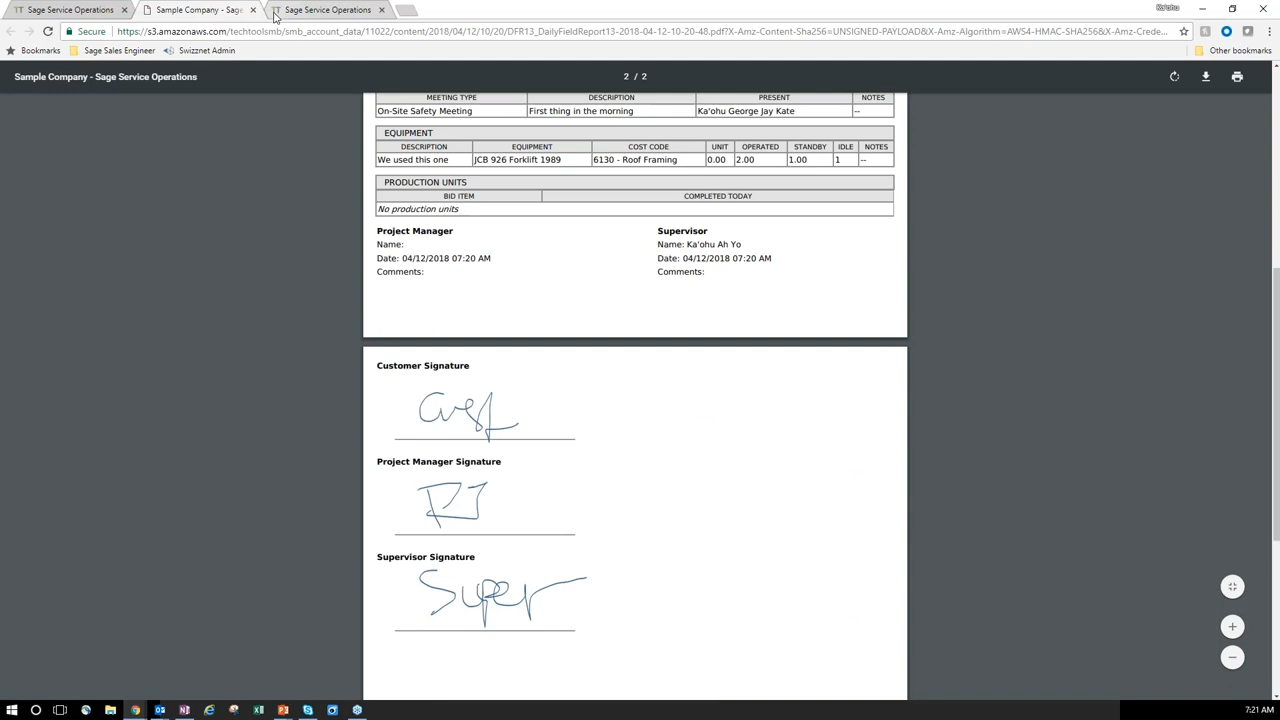 Sage Service Operations
Sample Company - Sage
Sage Service Operations
Ka'ohu
Secure
https://s3.amazonaws.com/techtoolsmb/smb_account_data/11022/content/2018/04/12/10/20/DFR13_DailyFieldReport13-2018-04-12-10-20-48.pdf?X-Amz-Content-Sha256=UNSIGNED-PAYLOAD&X-Amz-Algorithm=AWS4-HMAC-SHA256&X-Amz-Crede...
Bookmarks Sage Sales Engineer Swizznet Admin Other bookmarks
Sample Company - Sage Service Operations 2 / 2
MEETING TYPE DESCRIPTION PRESENT NOTES
On-Site Safety Meeting First thing in the morning Ka'ohu George Jay Kate --
EQUIPMENT
DESCRIPTION EQUIPMENT COST CODE UNIT OPERATED STANDBY IDLE NOTES
We used this one JCB 926 Forklift 1989 6130 - Roof Framing 0.00 2.00 1.00 1 --
PRODUCTION UNITS
BID ITEM COMPLETED TODAY
No production units
Project Manager Supervisor
Name: Name: Ka'ohu Ah Yo
Date: 04/12/2018 07:20 AM Date: 04/12/2018 07:20 AM
Comments: Comments:
Customer Signature
Project Manager Signature
Supervisor Signature
Super
7:21 AM